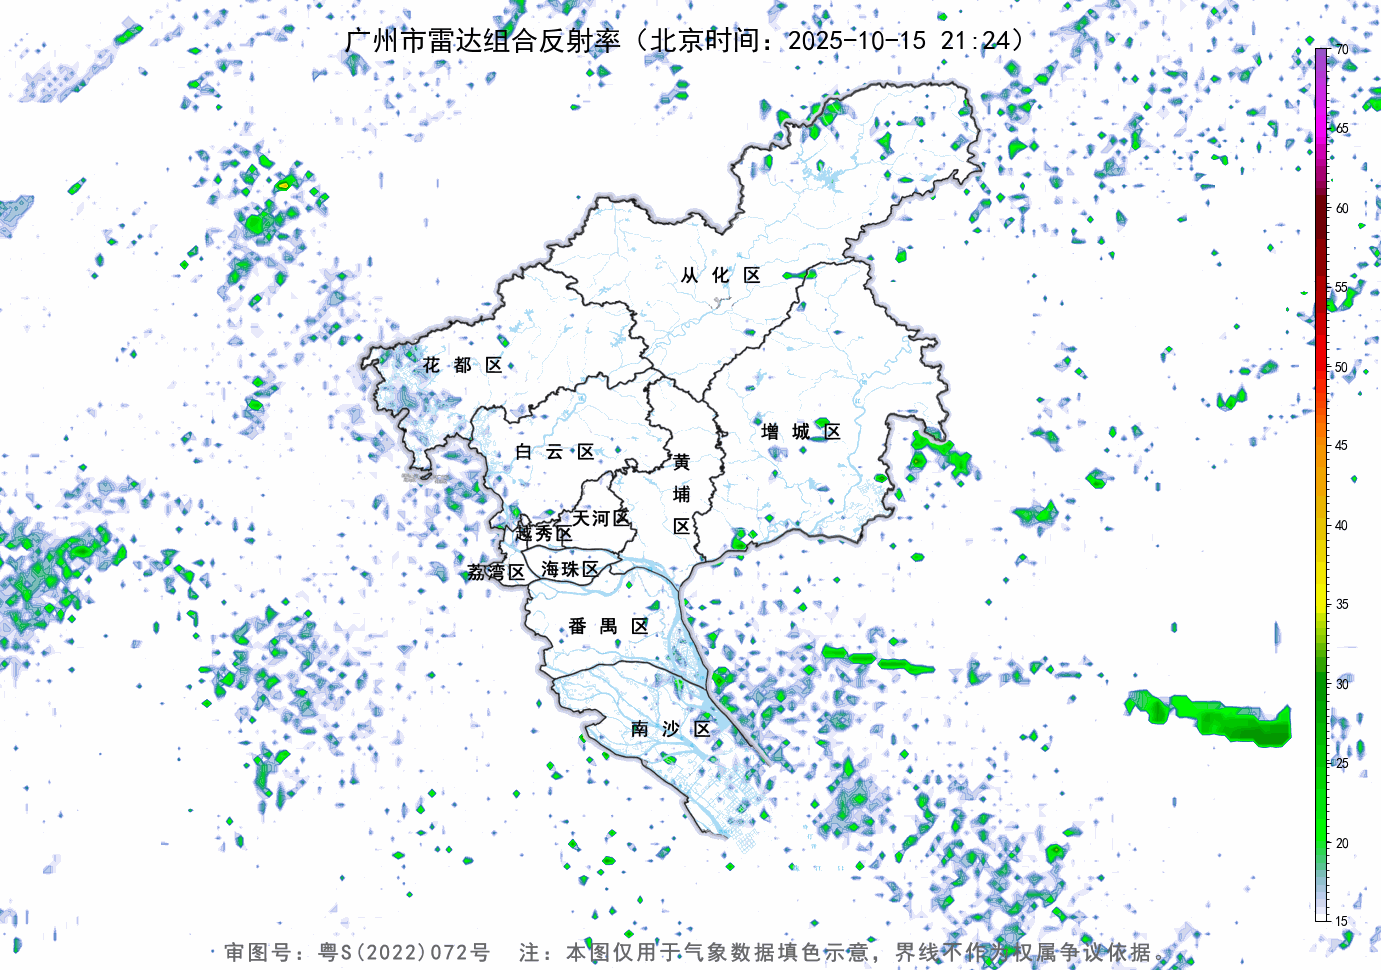 广州市雷达组合反射率（北京时间：2025-10-15 21:24）
70
65
60
55
50
45
40
35
30
25
20
15
从化区
花都区
增城区
白云区
黄埔区
天河区
越秀区
海珠区
荔湾区
番禺区
南沙区
审图号：粤S(2022)072号 注：本图仅用于气象数据填色示意，界线不作为权属争议依据。